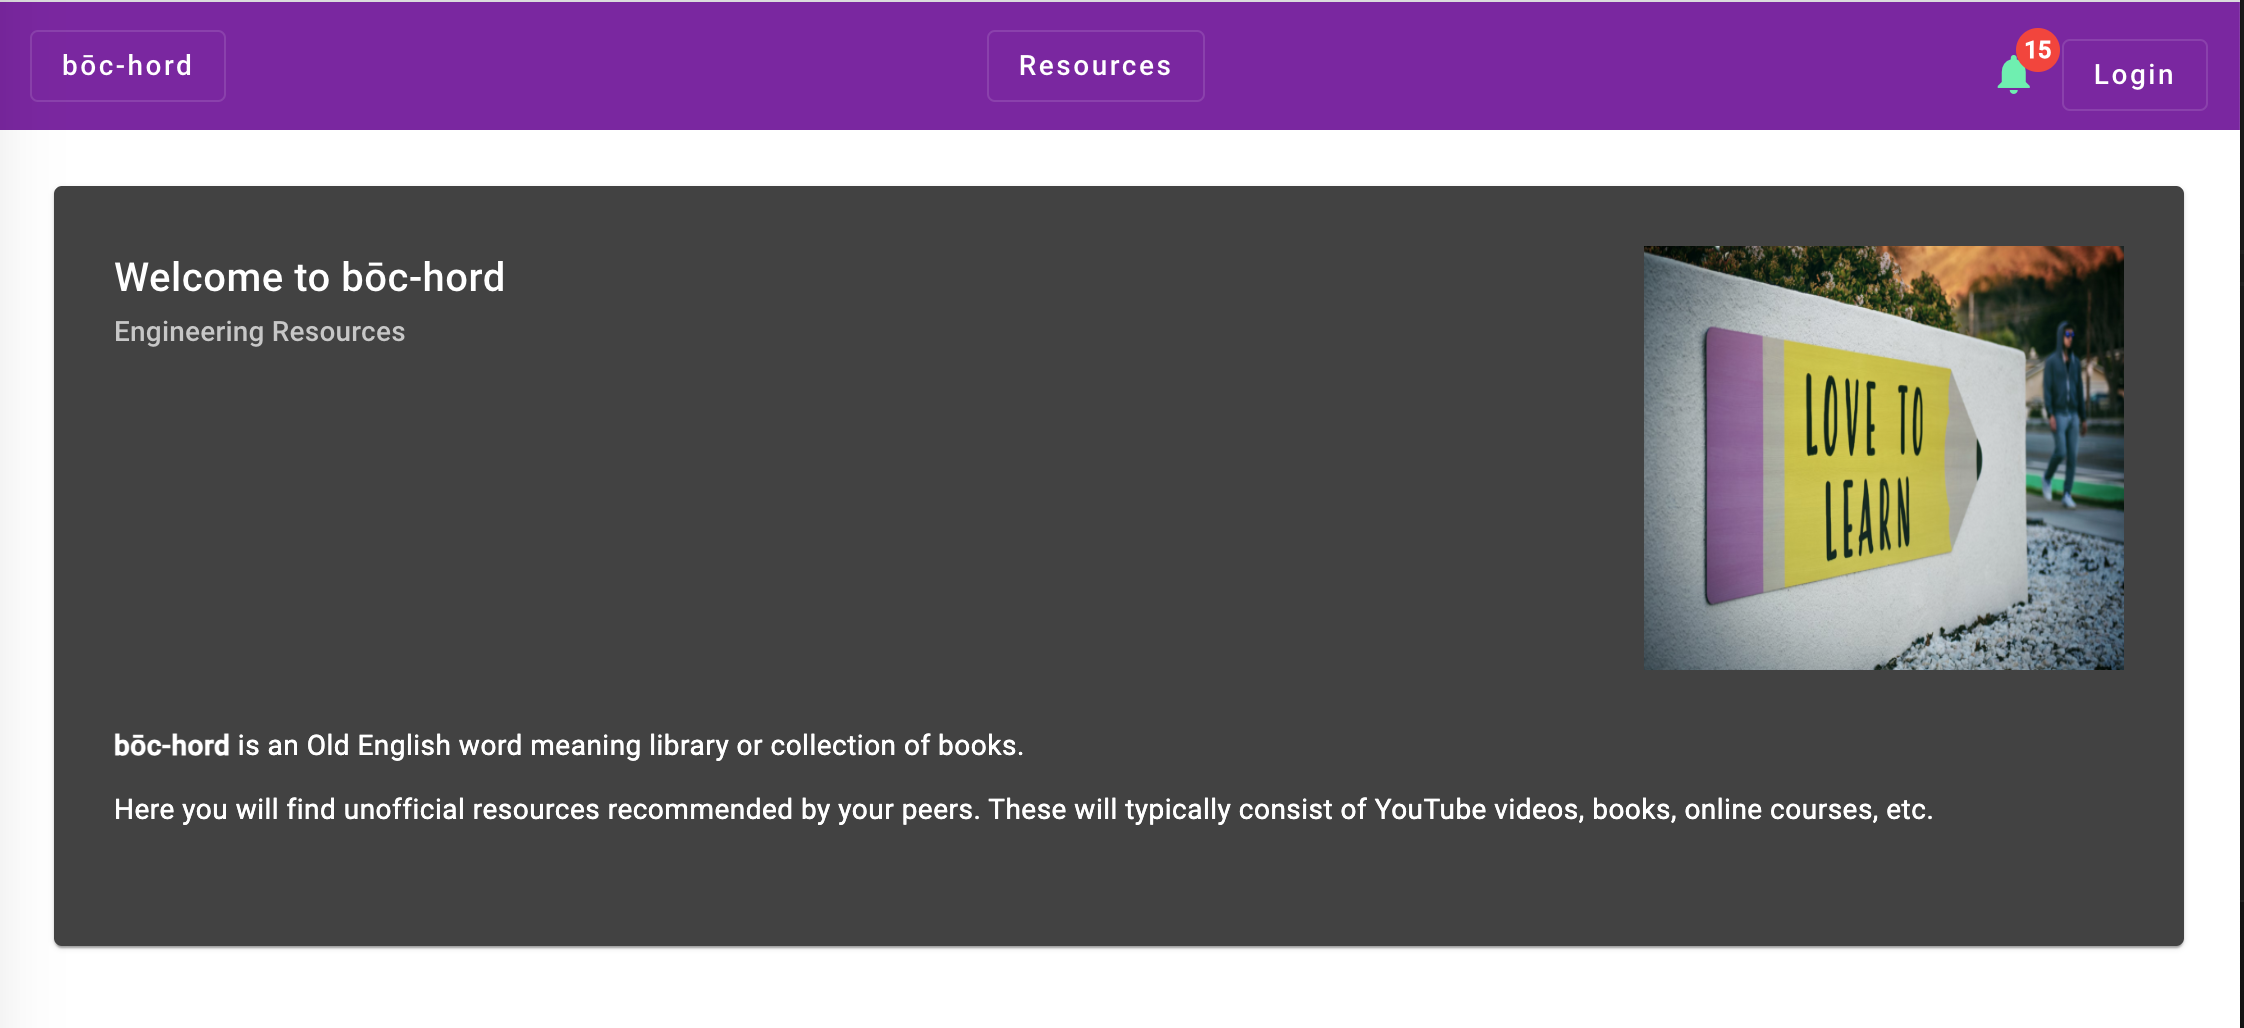 bōc-hord
Resources
15
Login
Welcome to bōc-hord
Engineering Resources
LOVE TO
LEARN
bōc-hord is an Old English word meaning library or collection of books.
Here you will find unofficial resources recommended by your peers. These will typically consist of YouTube videos, books, online courses, etc.